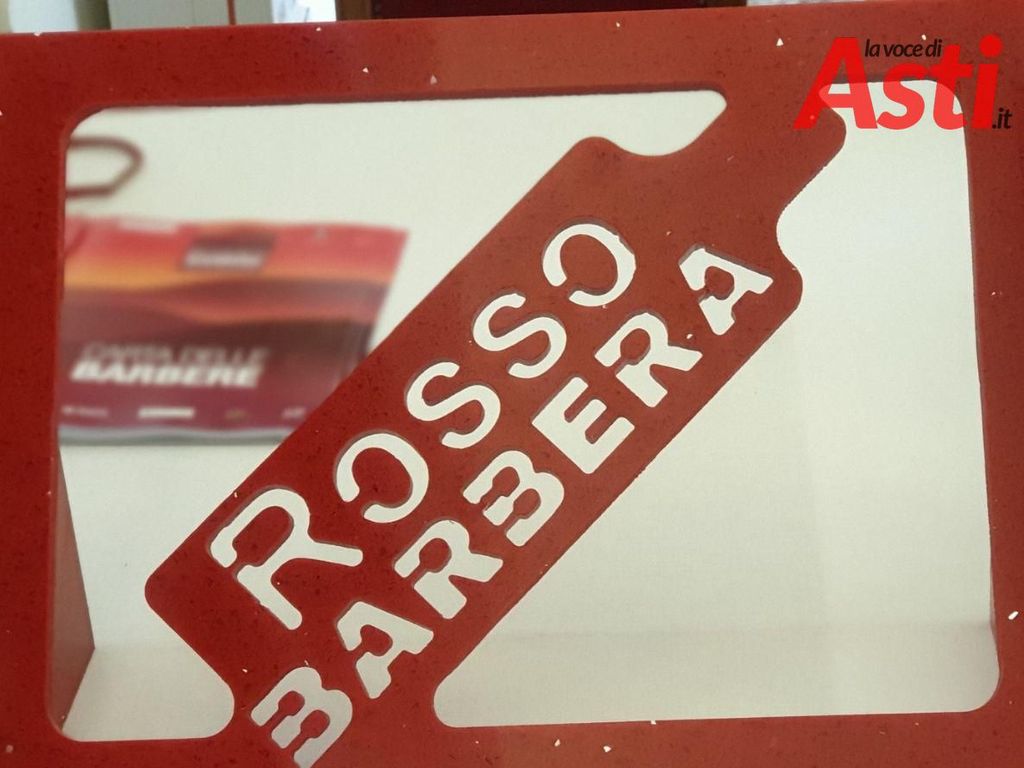 la voce di
Asti.it
ROSSO
BARBERA
CARTA DELLE
BARBERE